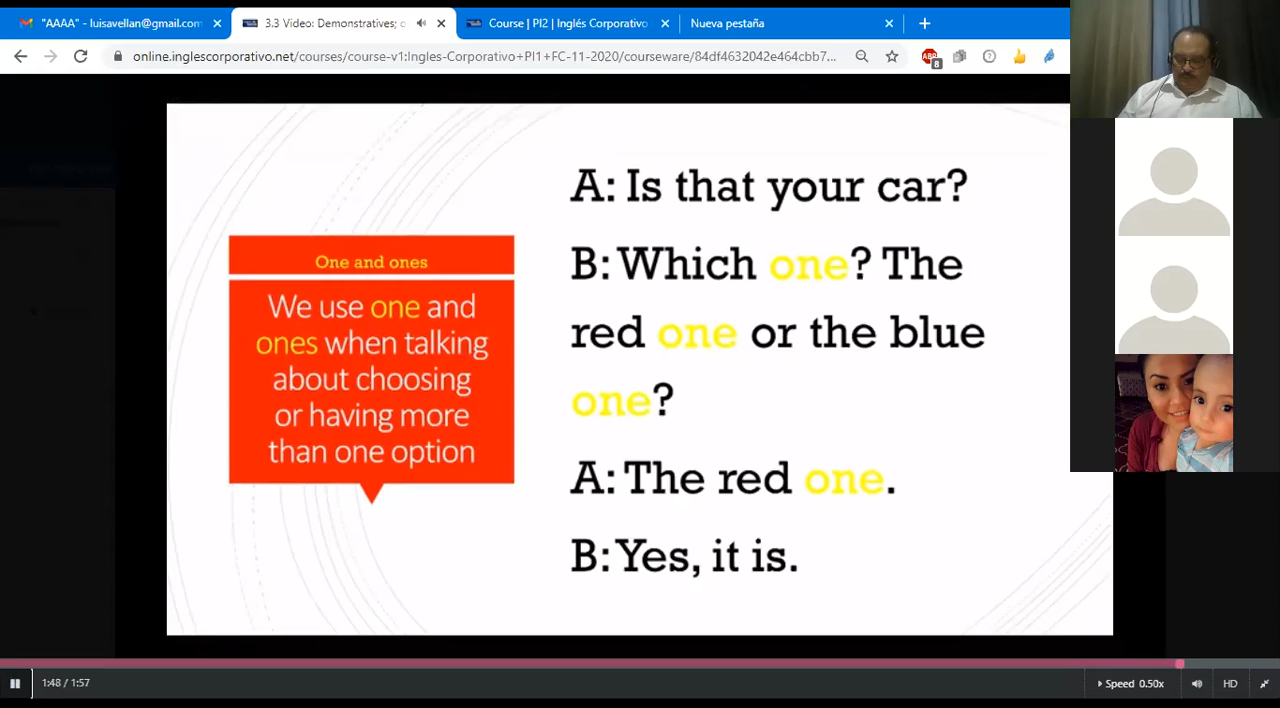 "AAAA" - luisavellan@gmail.com
3.3 Video: Demonstratives; o
Course | PI2 | Inglés Corporativo
Nueva pestaña
online.inglescorporativo.net/courses/course-v1:Ingles-Corporativo+PI1+FC-11-2020/courseware/84df4632042e464cbb7...
ABP
8
One and ones
We use one and
ones when talking
about choosing
or having more
than one option
A: Is that your car?
B: Which one? The
red one or the blue
one?
A: The red one.
B: Yes, it is.
1:48 / 1:57
Speed 0.50x
HD